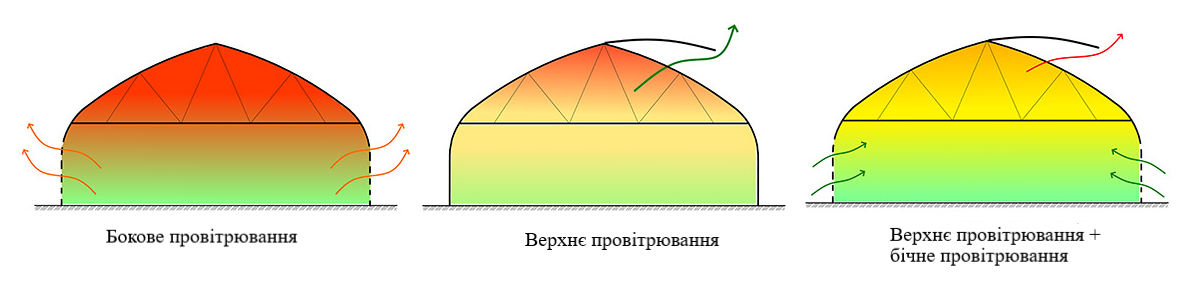 Бокове провітрювання
Верхнє провітрювання
Верхнє провітрювання +
бічне провітрювання